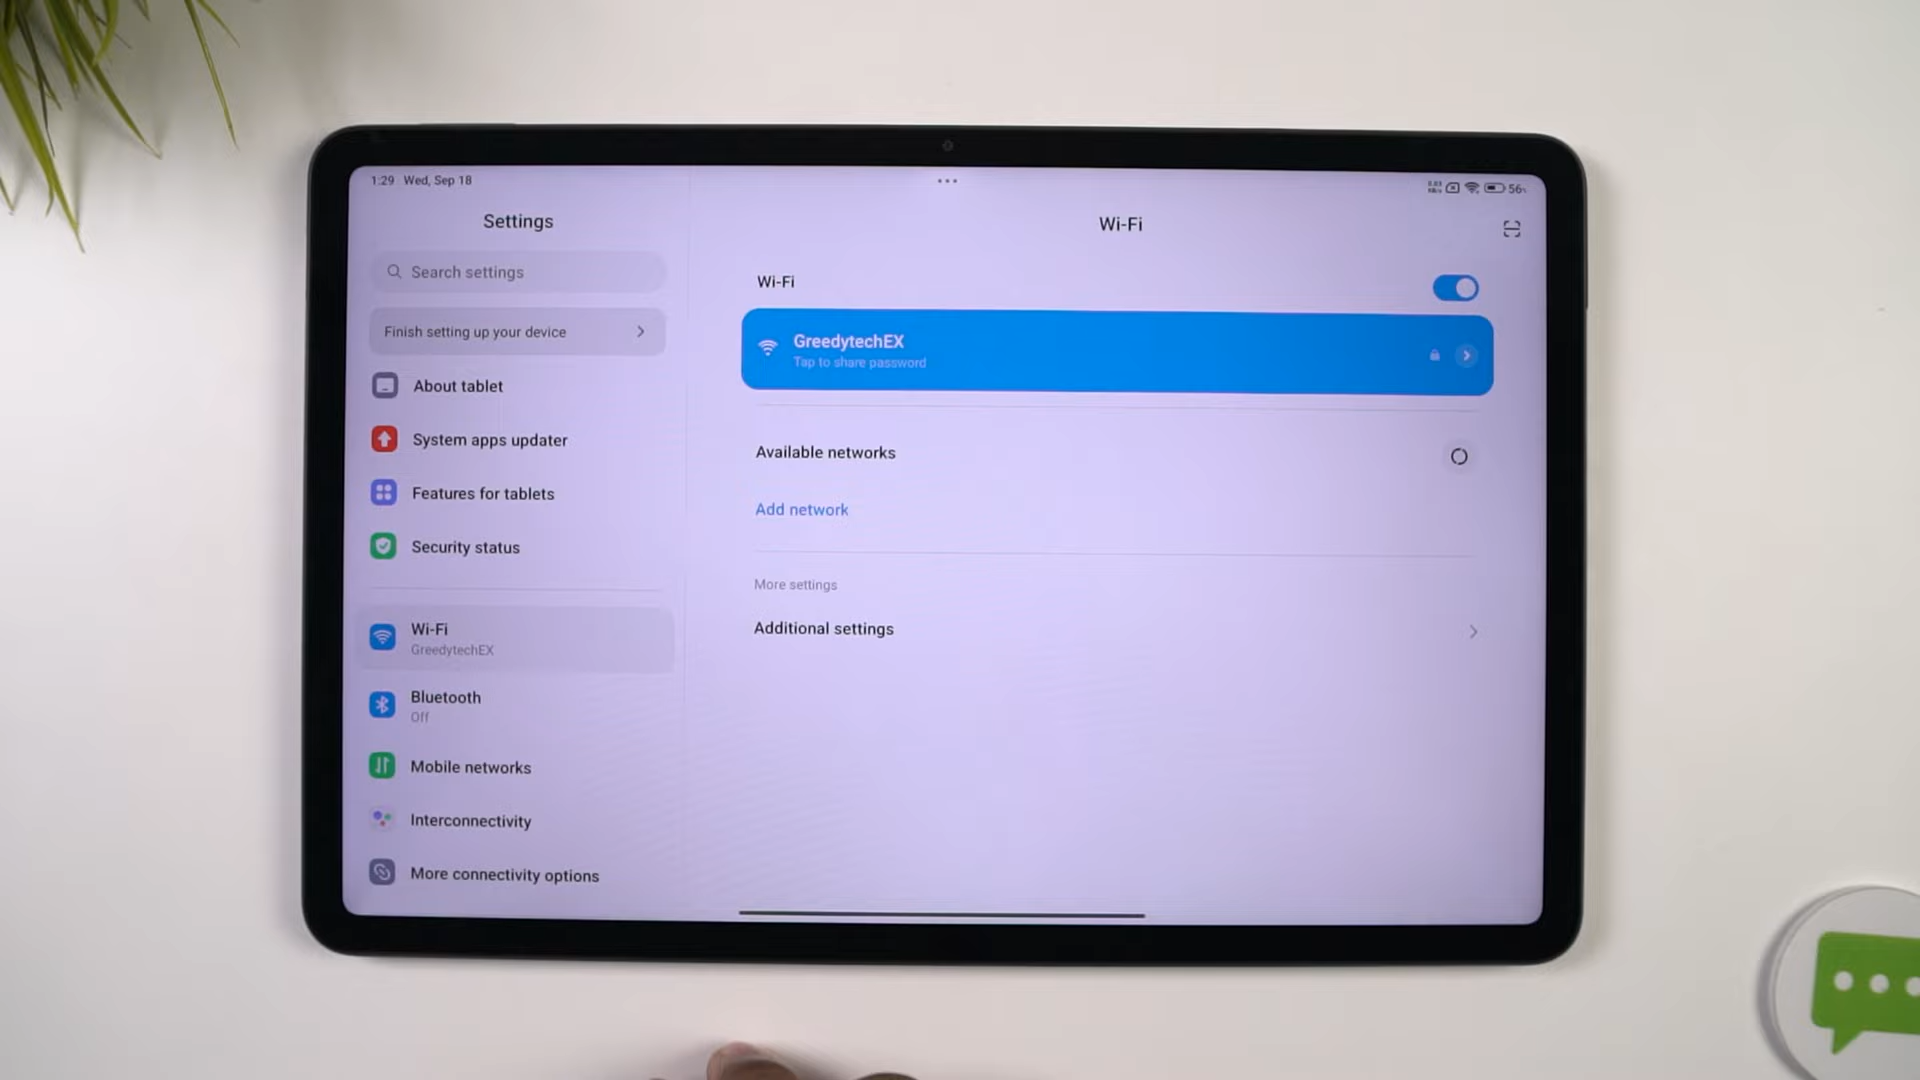 1:29 Wed, Sep 18
56
Settings
Search settings
Finish setting up your device
About tablet
System apps updater
Features for tablets
Security status
Wi-Fi
GreedytechEX
Bluetooth
Off
Mobile networks
Interconnectivity
More connectivity options
Wi-Fi
Wi-Fi
GreedytechEX
Tap to share password
Available networks
Add network
More settings
Additional settings